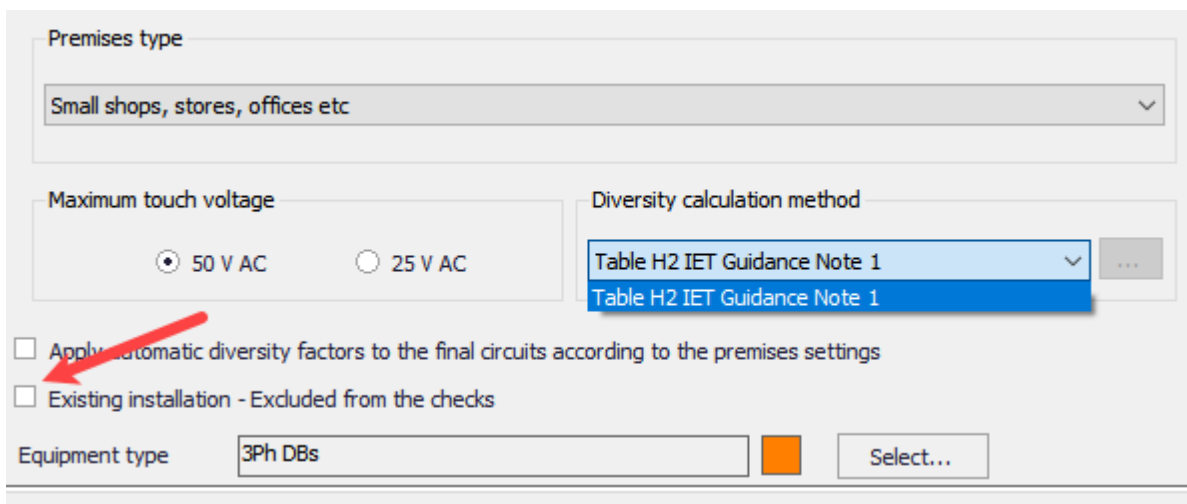 Premises type
Small shops, stores, offices etc
Maximum touch voltage
Diversity calculation method
50 V AC
25 V AC
Table H2 IET Guidance Note 1
...
Table H2 IET Guidance Note 1
Apply automatic diversity factors to the final circuits according to the premises settings
Existing installation - Excluded from the checks
Equipment type
3Ph DBs
Select...